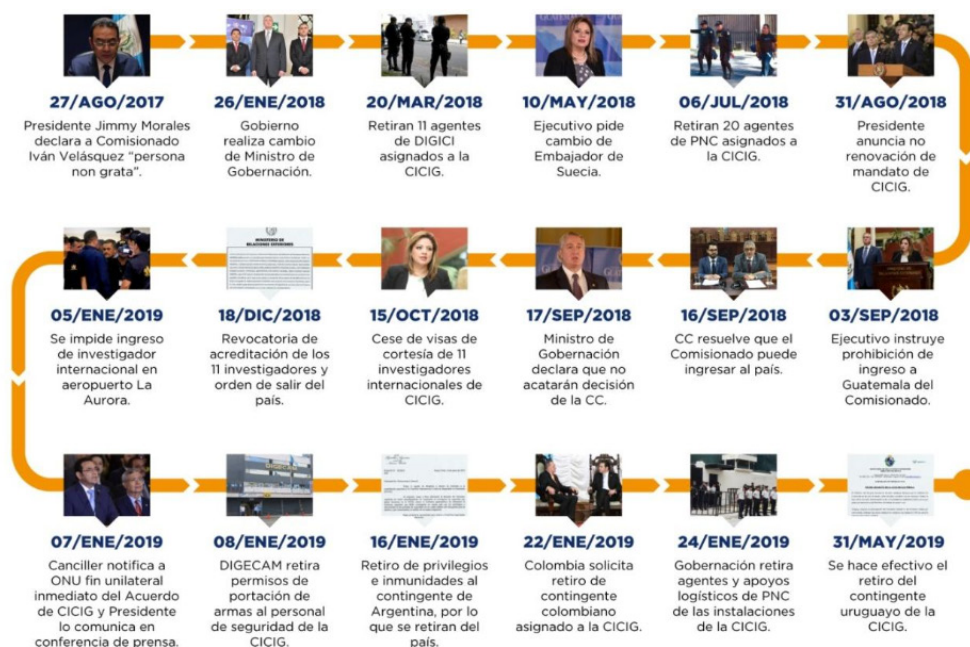 27/AGO/2017
Presidente Jimmy Morales
declara a Comisionado
Iván Velásquez “persona
non grata”.
26/ENE/2018
Gobierno
realiza cambio
de Ministro de
Gobernación.
20/MAR/2018
Retiran 11 agentes
de DIGICI
asignados a la
CICIG.
10/MAY/2018
Ejecutivo pide
cambio de
Embajador de
Suecia.
06/JUL/2018
Retiran 20 agentes
de PNC asignados a
la CICIG.
31/AGO/2018
Presidente
anuncia no
renovación de
mandato de
CICIG.
03/SEP/2018
Ejecutivo instruye
prohibición de
ingreso a
Guatemala del
Comisionado.
16/SEP/2018
CC resuelve que el
Comisionado puede
ingresar al país.
17/SEP/2018
Ministro de
Gobernación
declara que no
acatarán decisión
de la CC.
15/OCT/2018
Cese de visas de
cortesía de 11
investigadores
internacionales de
CICIG.
MINISTERIO DE
RELACIONES EXTERIORES
18/DIC/2018
Revocatoria de
acreditación de los
11 investigadores y
orden de salir del
país.
05/ENE/2019
Se impide ingreso
de investigador
internacional en
aeropuerto La
Aurora.
07/ENE/2019
Canciller notifica a
ONU fin unilateral
inmediato del Acuerdo
de CICIG y Presidente
lo comunica en
conferencia de prensa.
DIGECAM
08/ENE/2019
DIGECAM retira
permisos de
portación de
armas al personal
de seguridad de la
CICIG.
16/ENE/2019
Retiro de privilegios
e inmunidades al
contingente de
Argentina, por lo
que se retiran del
país.
22/ENE/2019
Colombia solicita
retiro de
contingente
colombiano
asignado a la CICIG.
24/ENE/2019
Gobernación retira
agentes y apoyos
logísticos de PNC
de las instalaciones
de la CICIG.
31/MAY/2019
Se hace efectivo el
retiro del
contingente
uruguayo de la
CICIG.